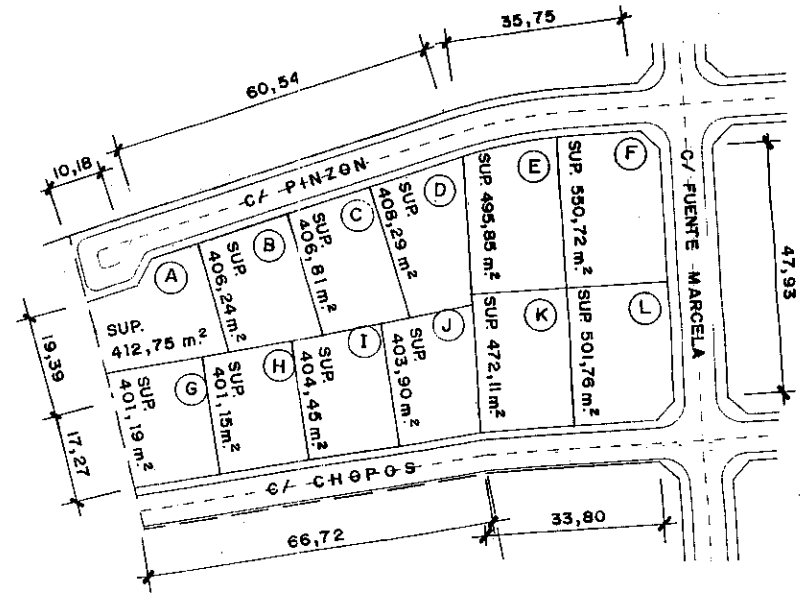 35,75
60,54
10,18
C/ PINZON
C/ FUENTE MARCELA
47,93
A
SUP.
412,75 m.²
B
SUP.
406,24 m.²
C
SUP.
406,81 m.²
D
SUP.
408,29 m²
E
SUP. 495,85 m.²
F
SUP. 550,72 m.²
19,39
17,27
G
SUP.
401,19 m.²
H
SUP.
401,15 m.²
I
SUP.
404,45 m.²
J
SUP.
403,90 m.²
K
SUP. 472,11 m.²
L
SUP. 501,76 m.²
C/ CHOPOS
66,72
33,80